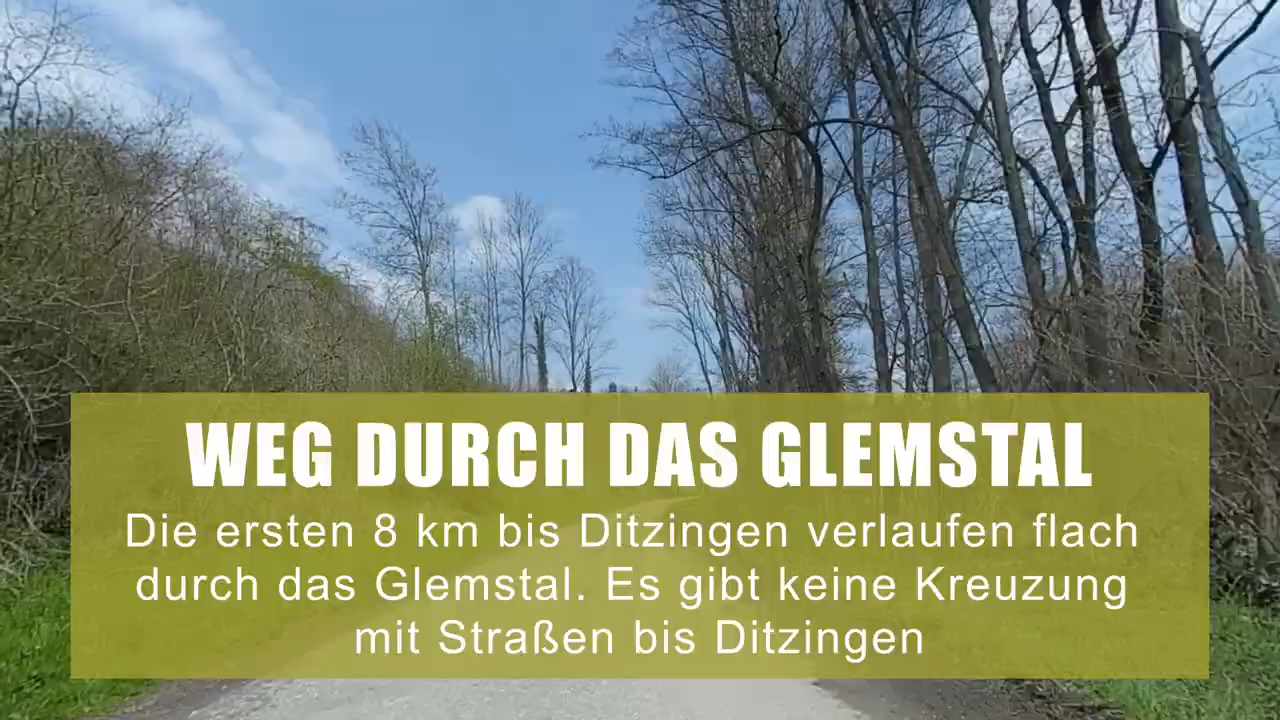 WEG DURCH DAS GLEMSTAL
Die ersten 8 km bis Ditzingen verlaufen flach
durch das Glemstal. Es gibt keine Kreuzung
mit Straßen bis Ditzingen